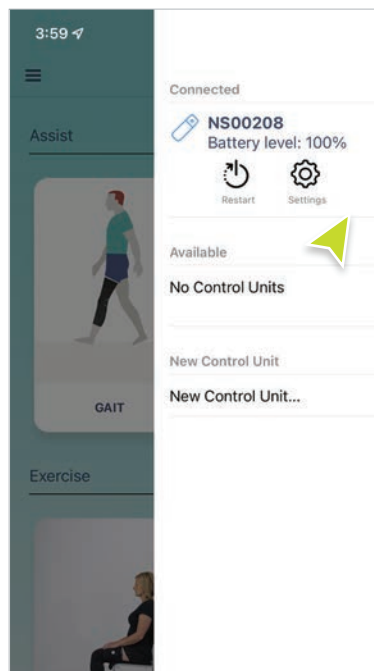 3:59
Assist
GAIT
Exercise
Connected
NS00208
Battery level: 100%
Restart Settings
Available
No Control Units
New Control Unit
New Control Unit...